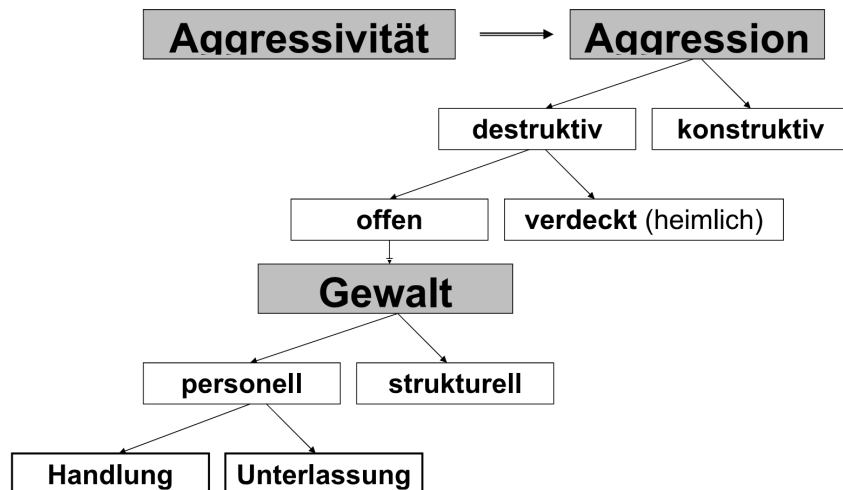 Aggressivität
Aggression
destruktiv
konstruktiv
offen
verdeckt (heimlich)
Gewalt
personell
strukturell
Handlung
Unterlassung